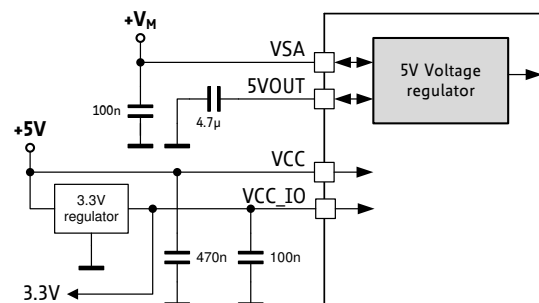 +VM
VSA
5V Voltage
regulator
5VOUT
100n
4.7µ
+5V
VCC
3.3V
regulator
VCC_IO
470n
100n
3.3V